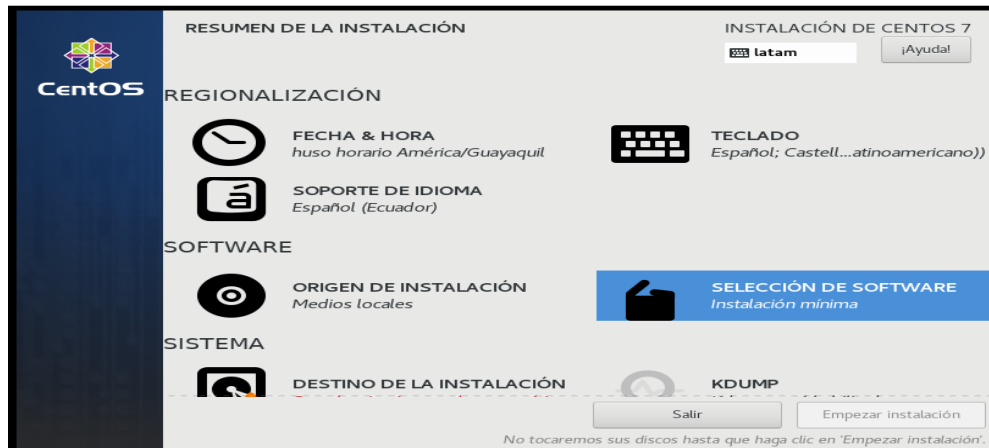 RESUMEN DE LA INSTALACIÓN
INSTALACIÓN DE CENTOS 7
latam
¡Ayuda!
CentOS
REGIONALIZACIÓN
FECHA & HORA
huso horario América/Guayaquil
TECLADO
Español; Castell...atinoamericano))
á
SOPORTE DE IDIOMA
Español (Ecuador)
SOFTWARE
ORIGEN DE INSTALACIÓN
Medios locales
SELECCIÓN DE SOFTWARE
Instalación mínima
SISTEMA
DESTINO DE LA INSTALACIÓN
KDUMP
Salir
Empezar instalación
No tocaremos sus discos hasta que haga clic en 'Empezar instalación'.